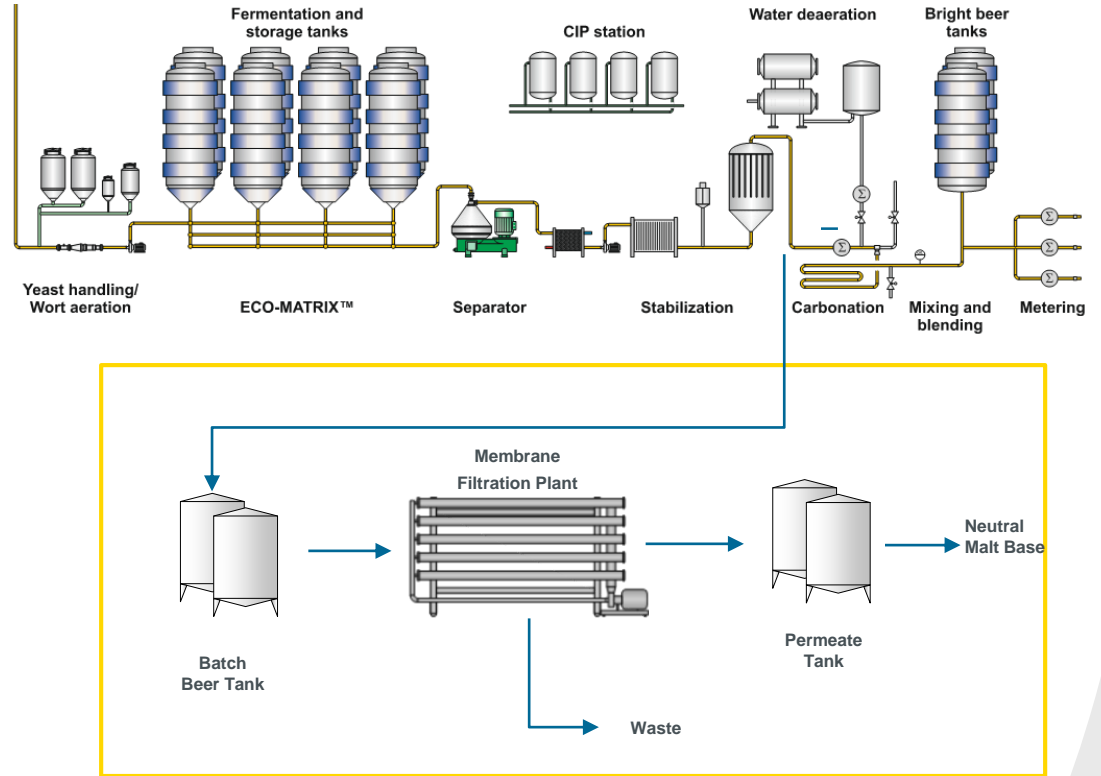 Fermentation and
storage tanks
CIP station
Water deaeration
Bright beer
tanks
Σ
Σ
Σ
Σ
Σ
Yeast handling/
Wort aeration
ECO-MATRIX™
Separator
Stabilization
Carbonation
Mixing and
blending
Metering
Membrane
Filtration Plant
Neutral
Malt Base
Batch
Beer Tank
Permeate
Tank
Waste